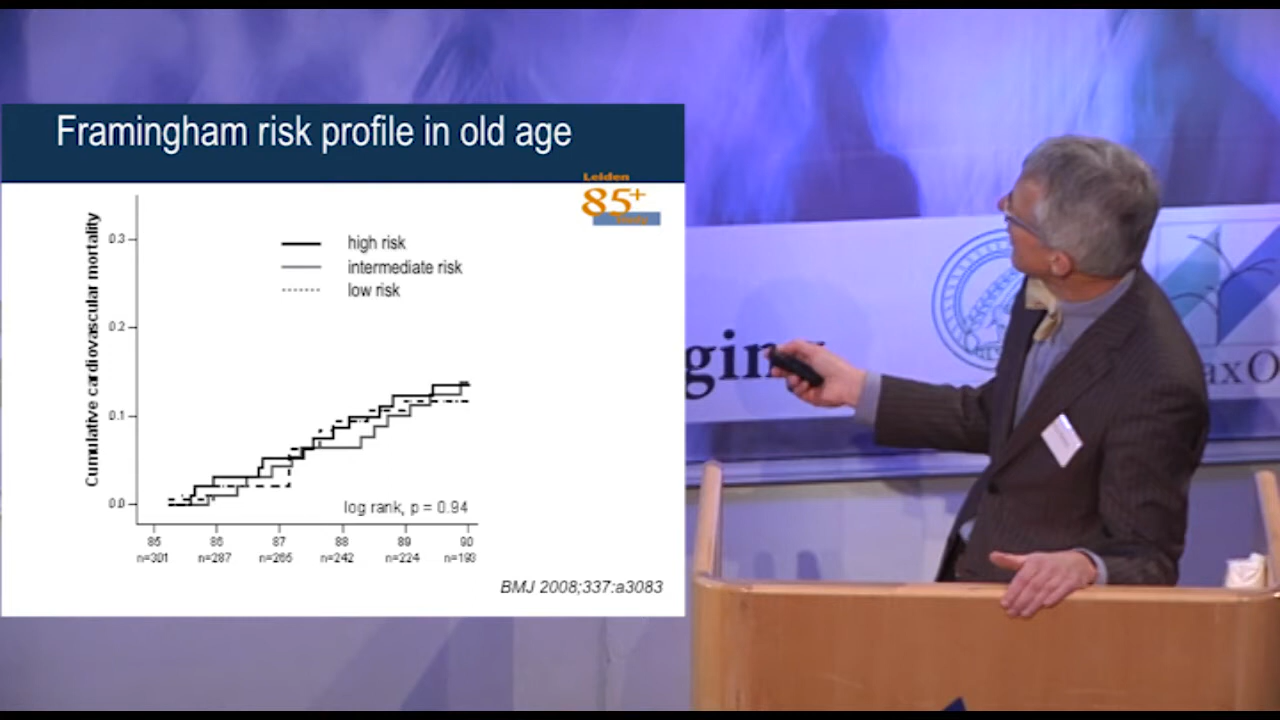 Framingham risk profile in old age
Leiden
85+
Study
Cumulative cardiovascular mortality
0.3
0.2
0.1
0.0
high risk
intermediate risk
low risk
log rank, p = 0.94
85 86 87 88 89 90
n=301 n=287 n=265 n=242 n=224 n=193
BMJ 2008;337:a3083
ging
axO